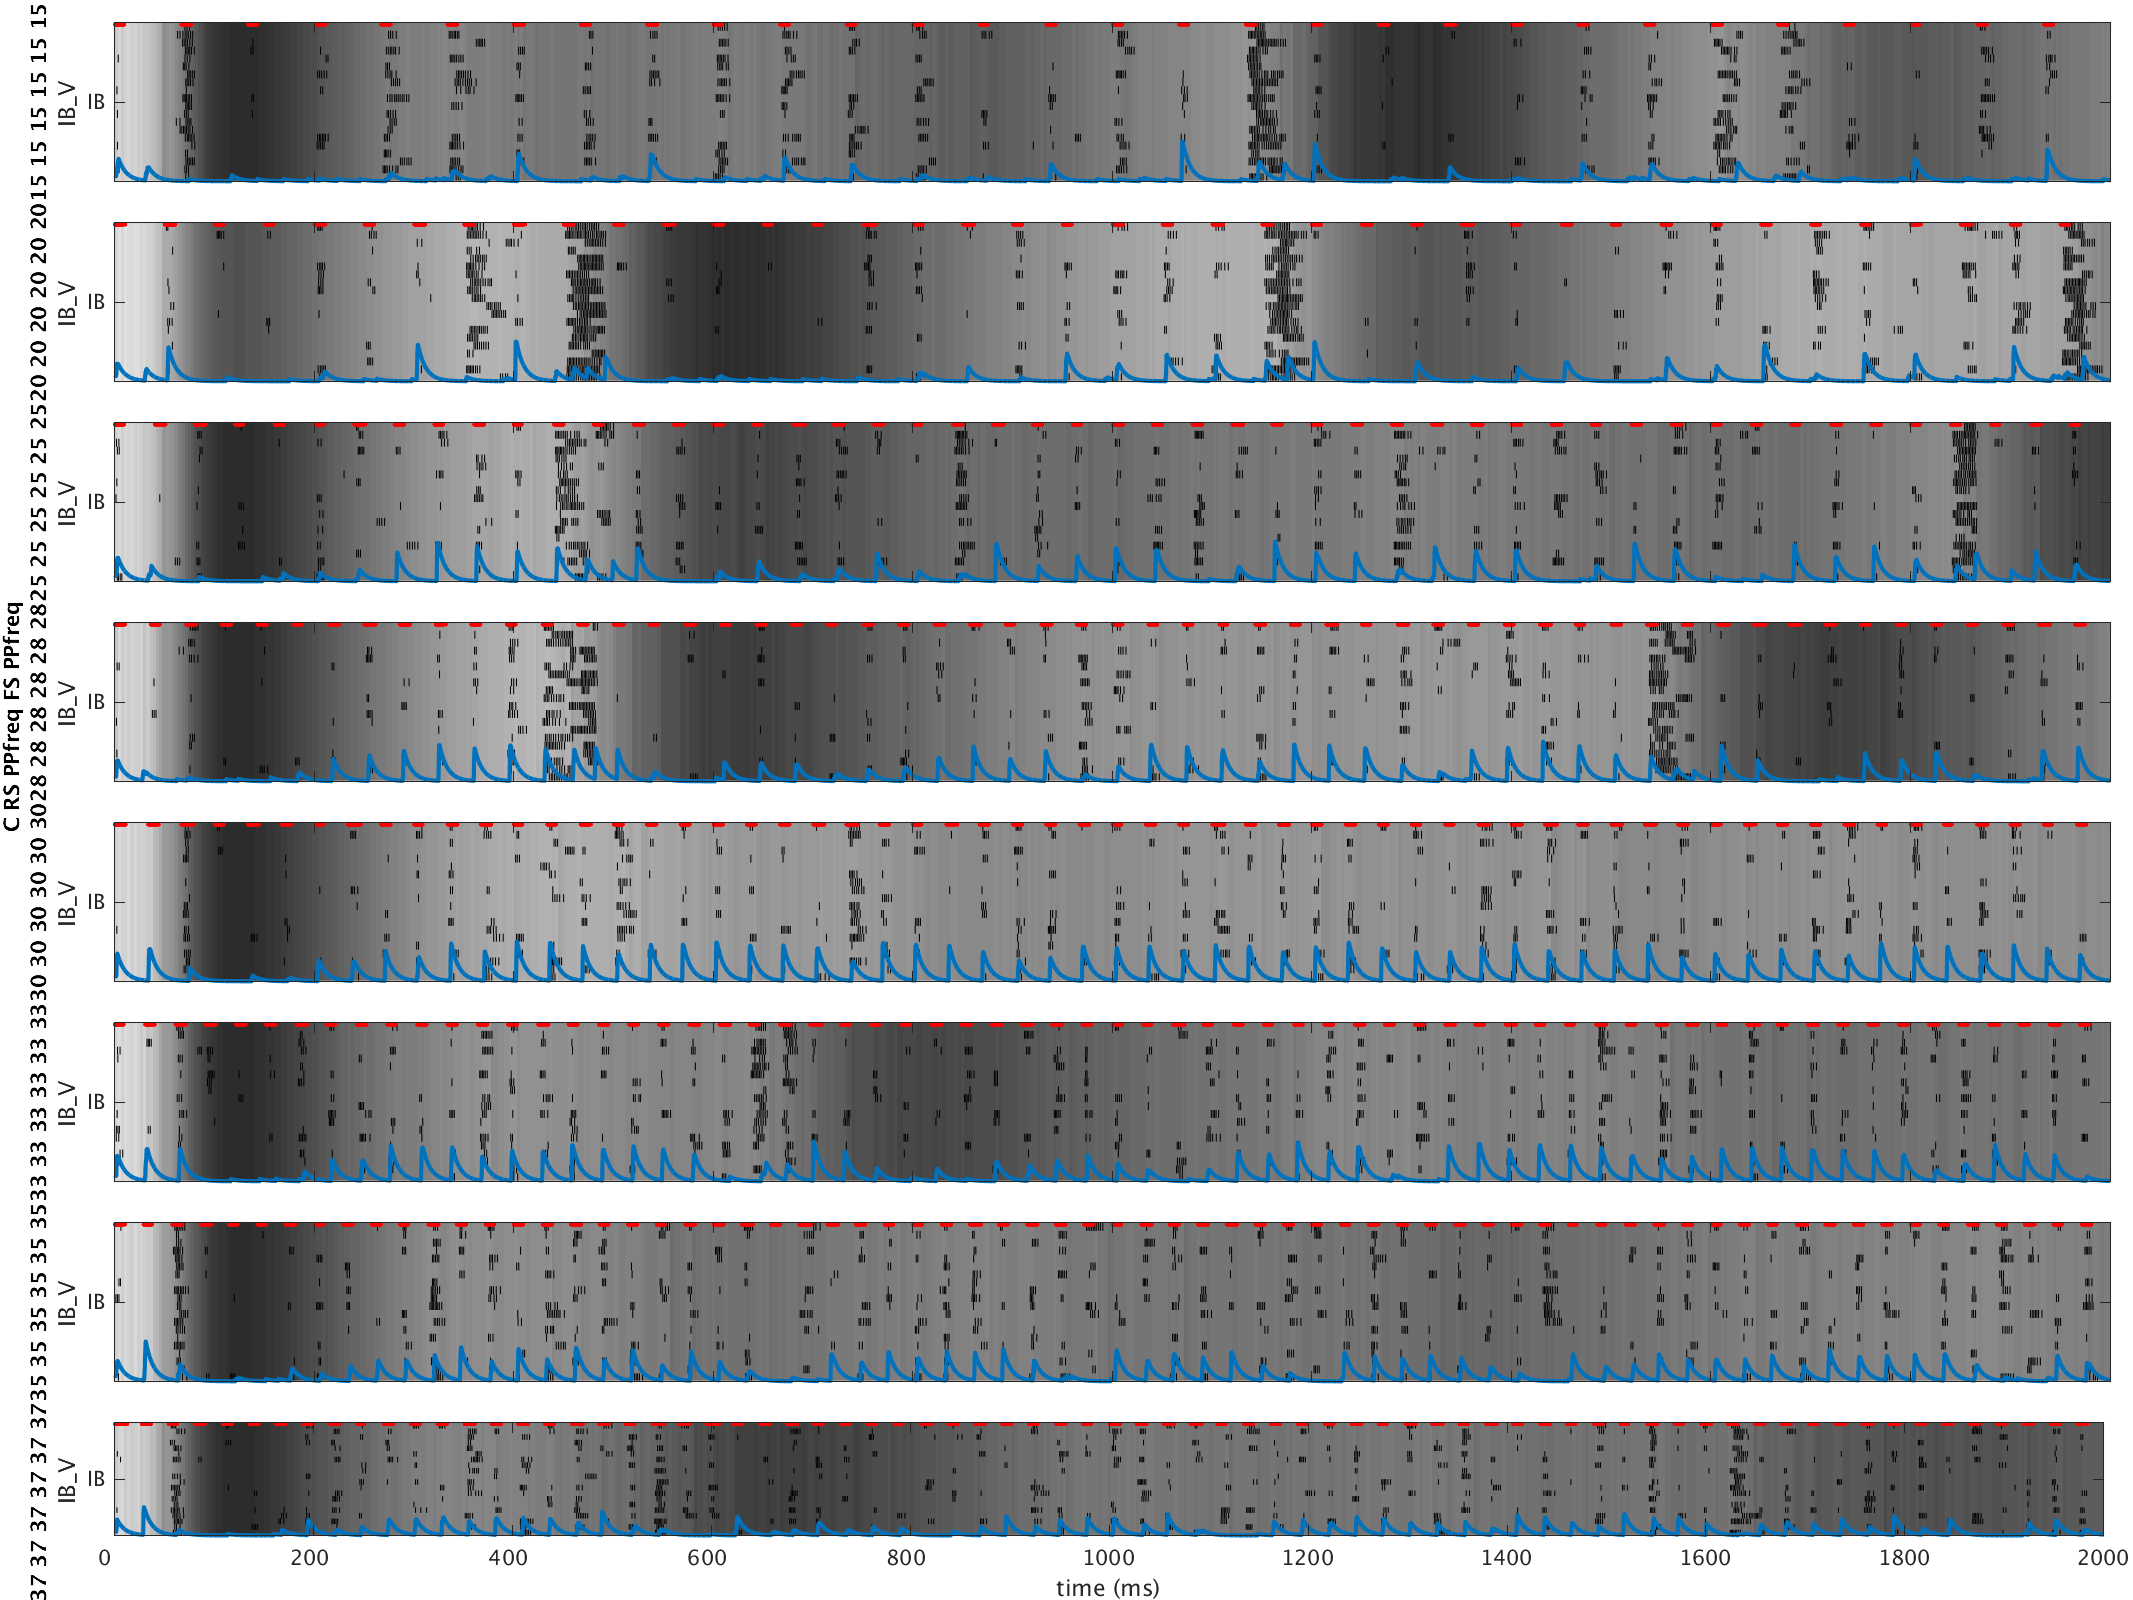 C RS PPfreq FS PPfreq
15 15 15 15 15 15
IB_V
IB
20 20 20 20 20 20
IB_V
IB
25 25 25 25 25 25
IB_V
IB
28 28 28 28 28 28
IB_V
IB
30 30 30 30 30 30
IB_V
IB
33 33 33 33 33 33
IB_V
IB
35 35 35 35 35 35
IB_V
IB
37 37 37 37 37 37
IB_V
IB
0 200 400 600 800 1000 1200 1400 1600 1800 2000
time (ms)